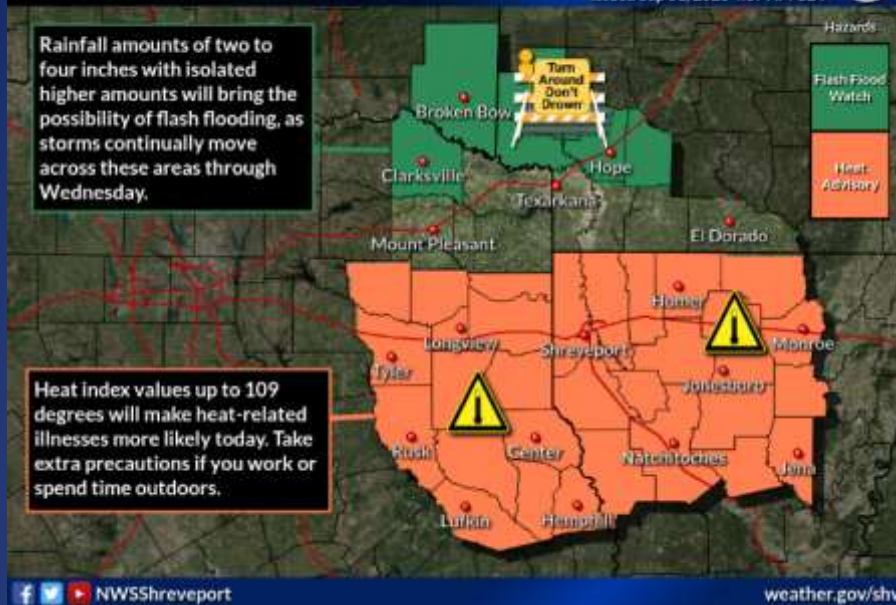 Hazards
Rainfall amounts of two to
four inches with isolated
higher amounts will bring the
possibility of flash flooding, as
storms continually move
across these areas through
Wednesday.
Turn
Around
Don't
Drown
Flash Flood
Watch
Heat
Advisory
Broken Bow
Clarksville
Hope
Texarkana
Mount Pleasant
El Dorado
Homer
Longview
Shreveport
Monroe
Tyler
Jonesboro
Heat index values up to 109
degrees will make heat-related
illnesses more likely today. Take
extra precautions if you work or
spend time outdoors.
Rusk
Center
Natchitoches
Jena
Lufkin
Hemphill
NWSShreveport
weather.gov/sh